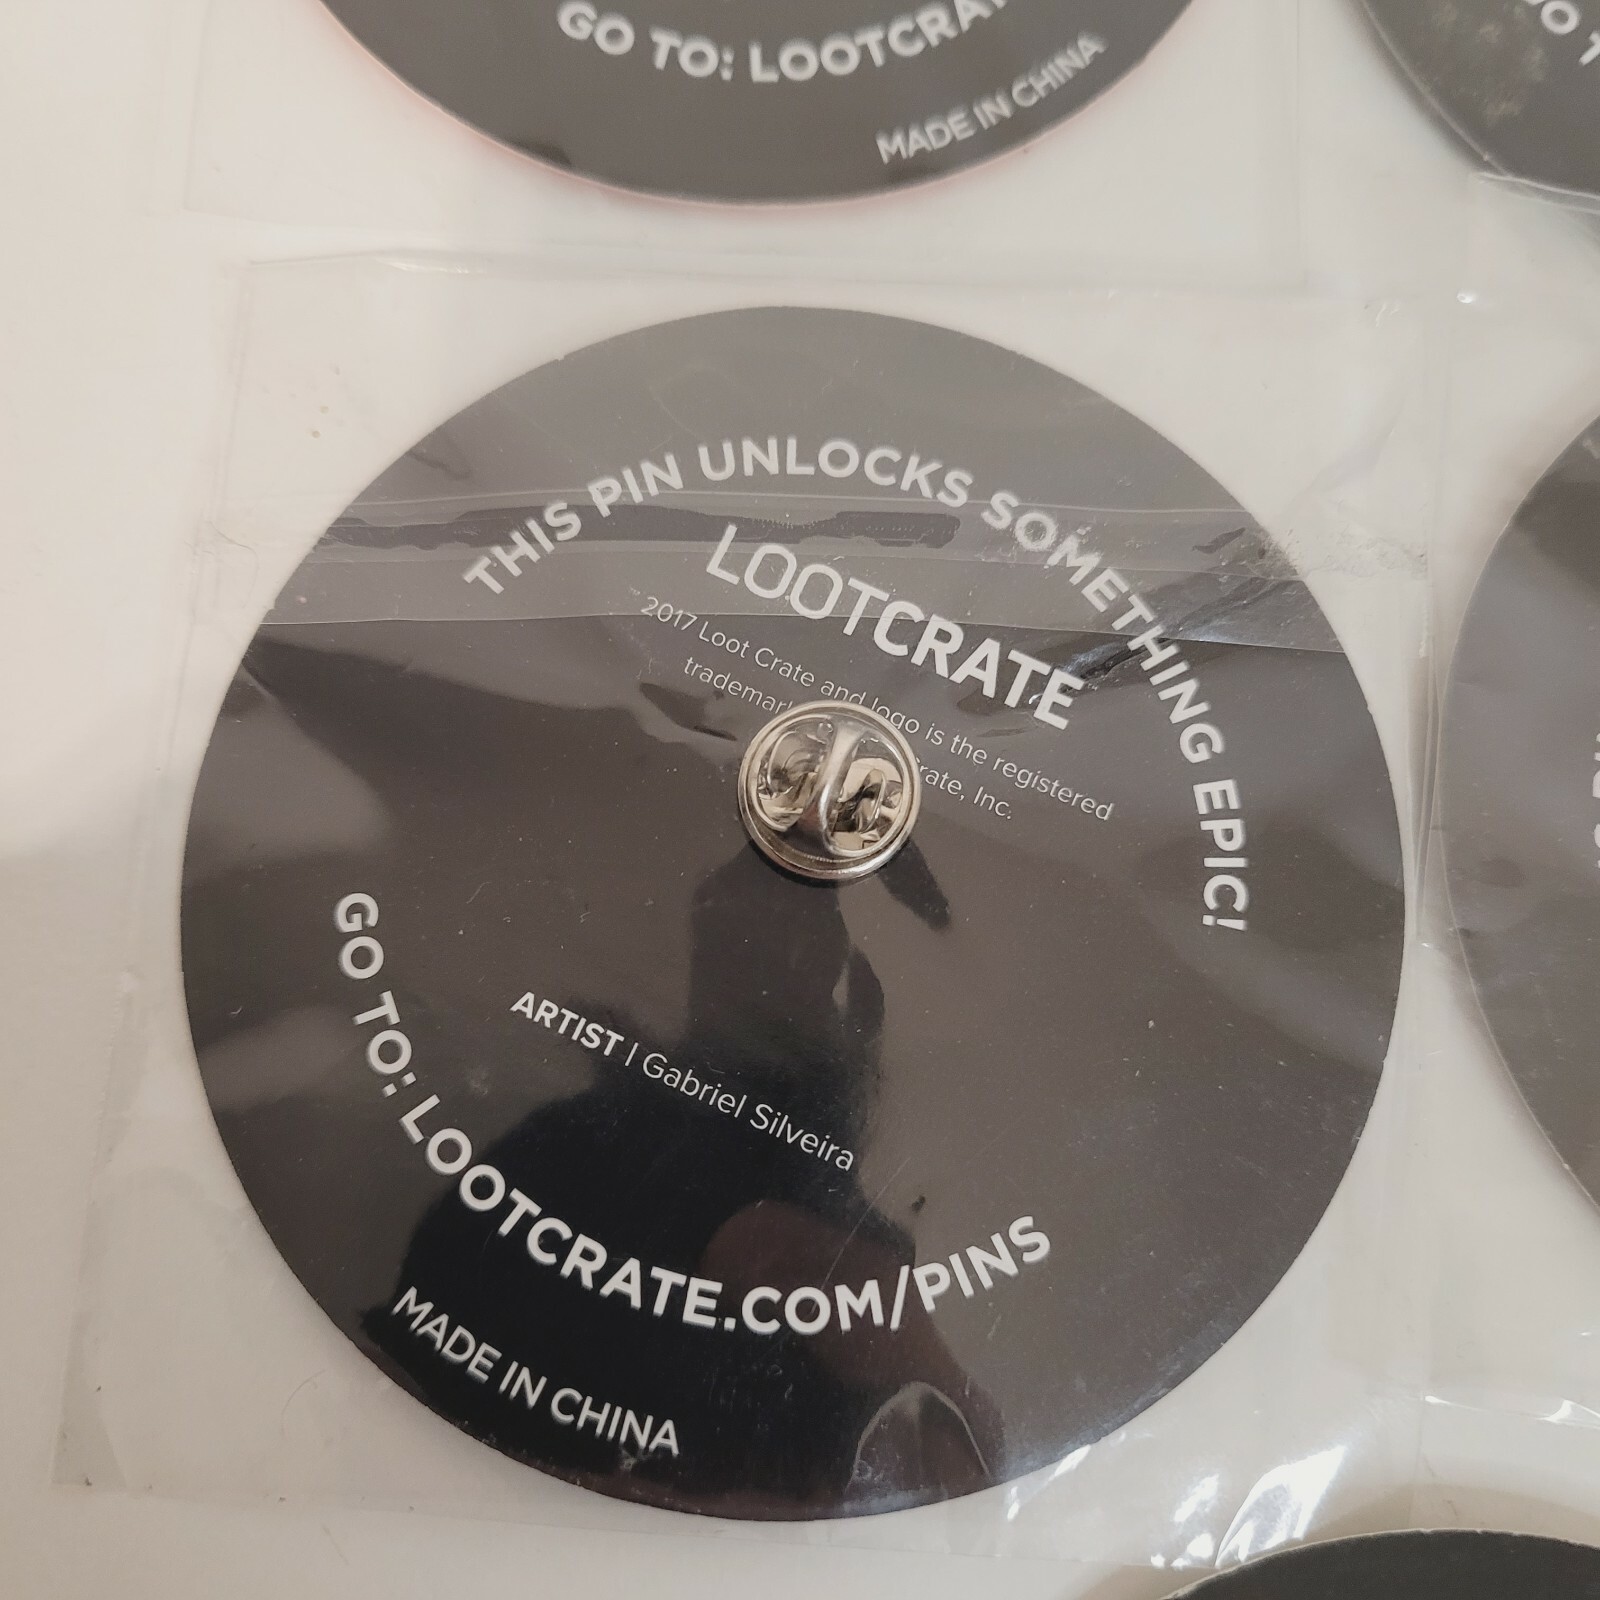 GO TO: LOOTCRAT
MADE IN CHINA
THIS PIN UNLOCKS SOMETHING EPIC!
LOOTCRATE
2017 Loot Crate and logo is the registered
trademar rate, Inc.
ARTIST | Gabriel Silveira
GO TO: LOOTCRATE.COM/PINS
MADE IN CHINA